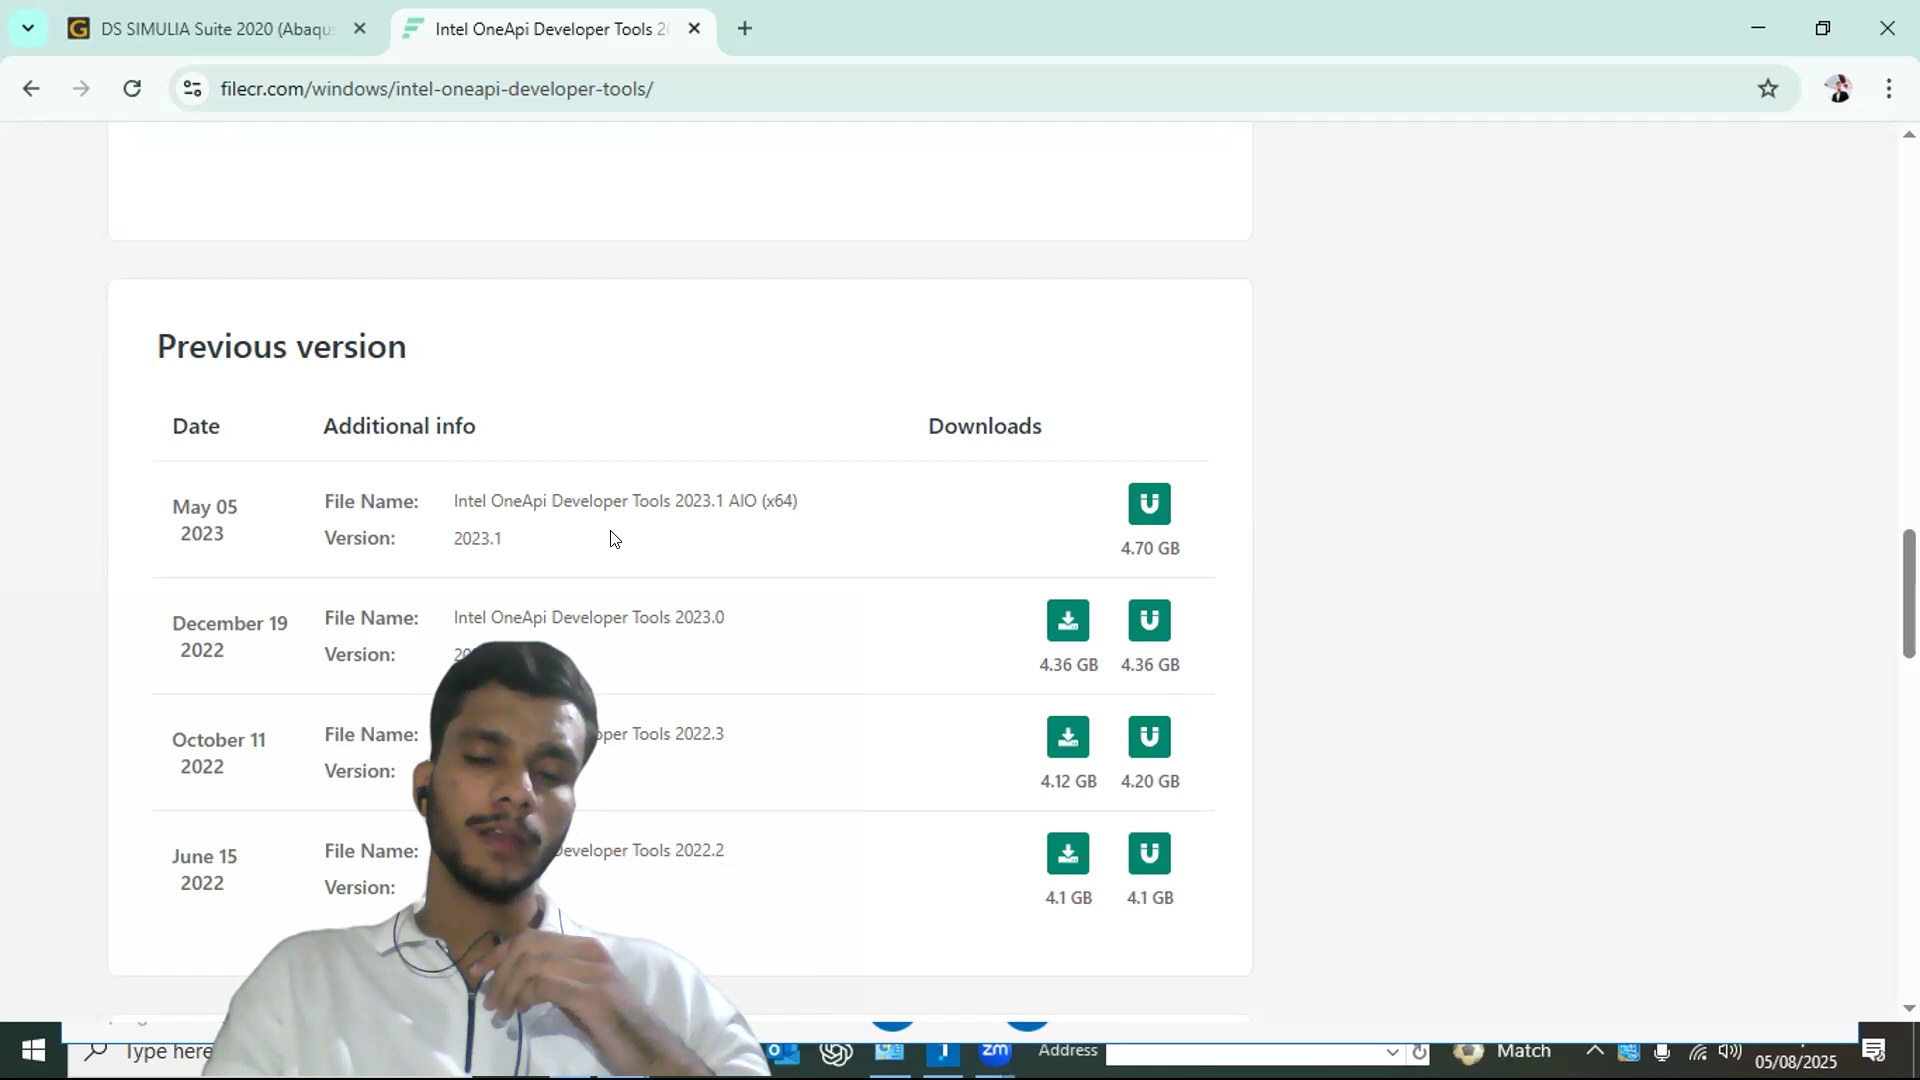 DS SIMULIA Suite 2020 (Abaqu
Intel OneApi Developer Tools 2
filecr.com/windows/intel-oneapi-developer-tools/
Previous version
Date Additional info Downloads
May 05
2023
File Name: Intel OneApi Developer Tools 2023.1 AIO (x64)
Version: 2023.1
4.70 GB
December 19
2022
File Name: Intel OneApi Developer Tools 2023.0
Version: 20
4.36 GB 4.36 GB
October 11
2022
File Name: per Tools 2022.3
Version:
4.12 GB 4.20 GB
June 15
2022
File Name: Developer Tools 2022.2
Version:
4.1 GB 4.1 GB
Type here
zm
Address
Match
05/08/2025